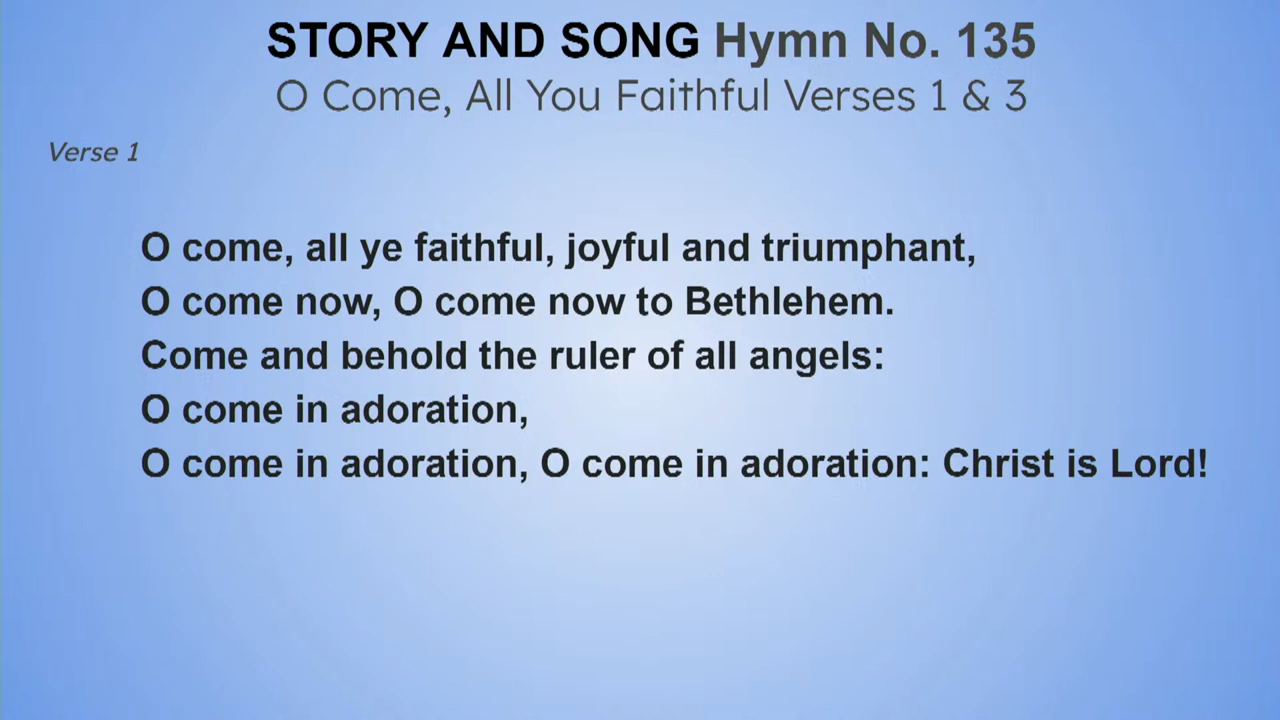 STORY AND SONG Hymn No. 135
O Come, All You Faithful Verses 1 & 3
Verse 1
O come, all ye faithful, joyful and triumphant,
O come now, O come now to Bethlehem.
Come and behold the ruler of all angels:
O come in adoration,
O come in adoration, O come in adoration: Christ is Lord!